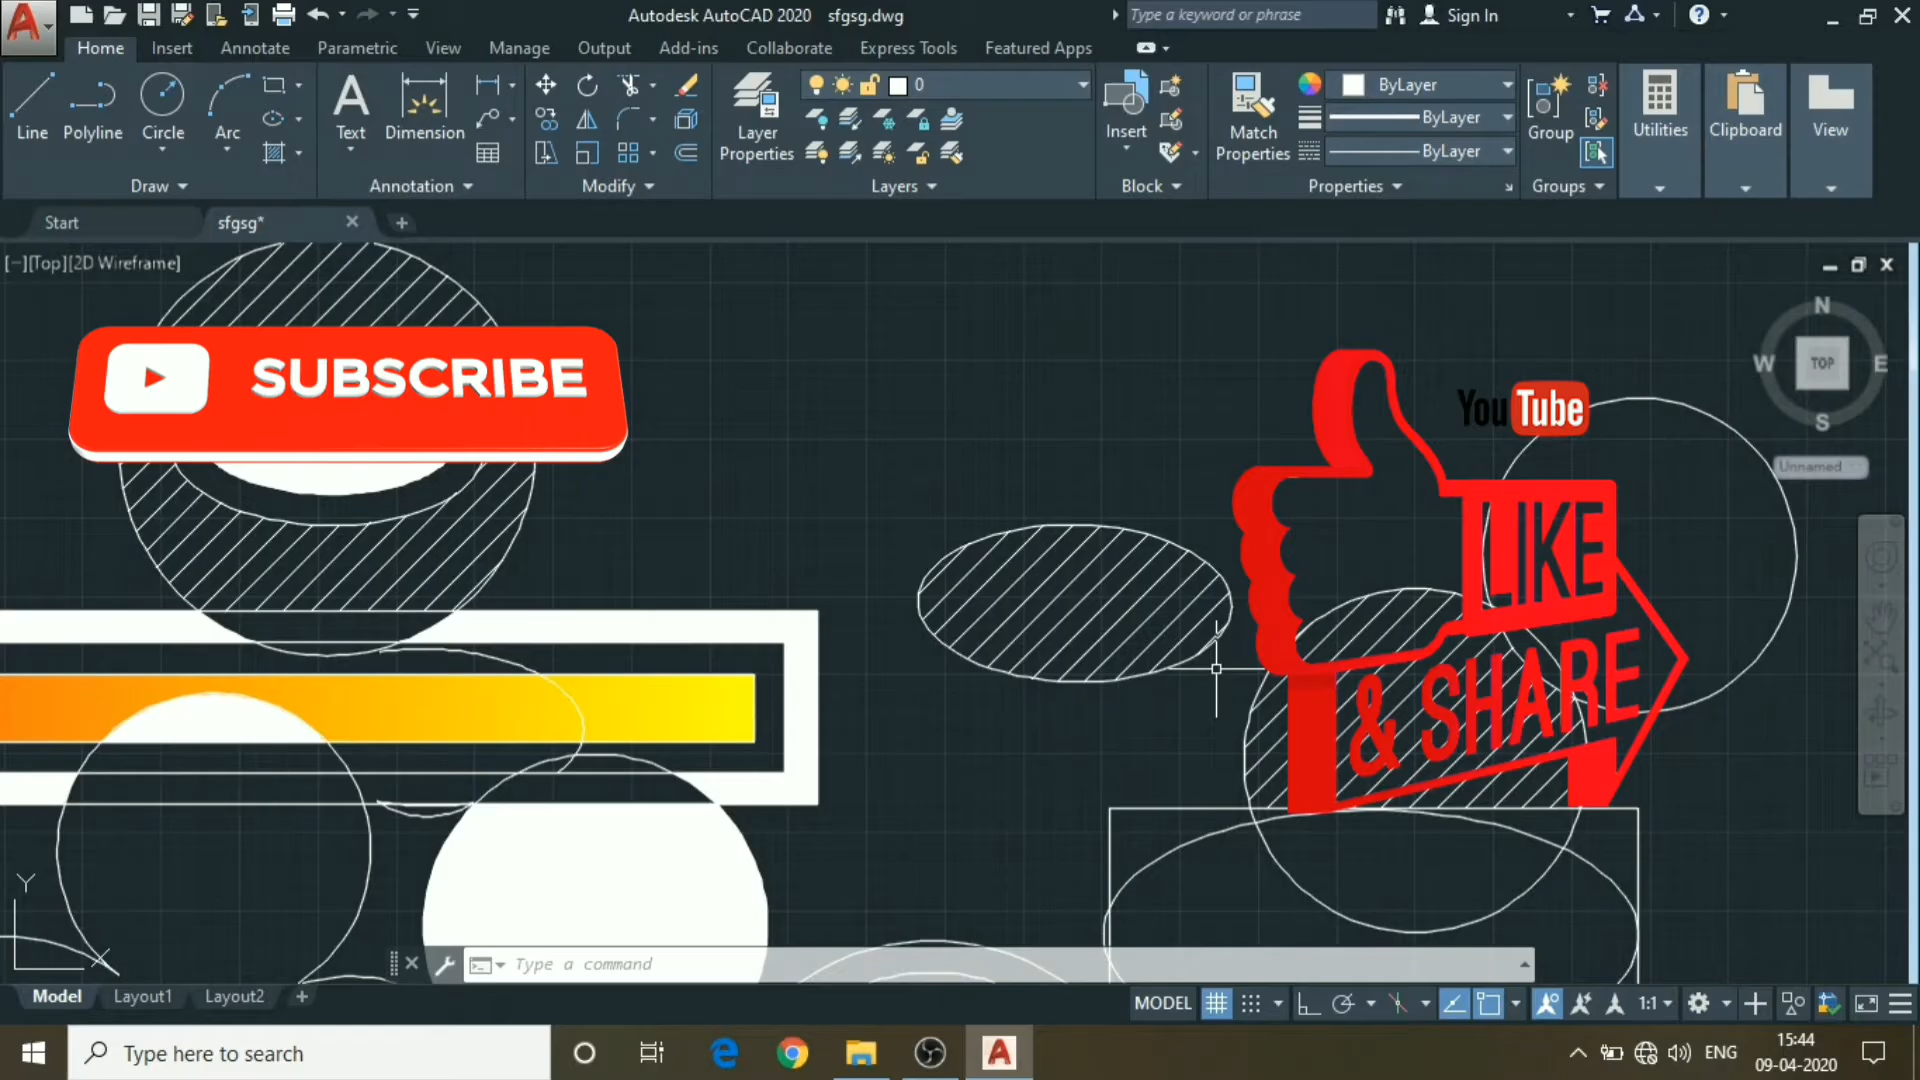 Autodesk AutoCAD 2020 sfgsg.dwg
Type a keyword or phrase
Sign In
Home Insert Annotate Parametric View Manage Output Add-ins Collaborate Express Tools Featured Apps
Line Polyline Circle Arc
Text Dimension
Layer Properties
0
Insert
Match Properties
ByLayer
ByLayer
ByLayer
Group
Utilities Clipboard View
Draw Annotation Modify Layers Block Properties Groups
Start sfgsg*
[−][Top][2D Wireframe]
N
W TOP E
S
Unnamed
SUBSCRIBE
YouTube
LIKE
& SHARE
Y
X
Type a command
Model Layout1 Layout2
MODEL 1:1
Type here to search
ENG
15:44
09-04-2020